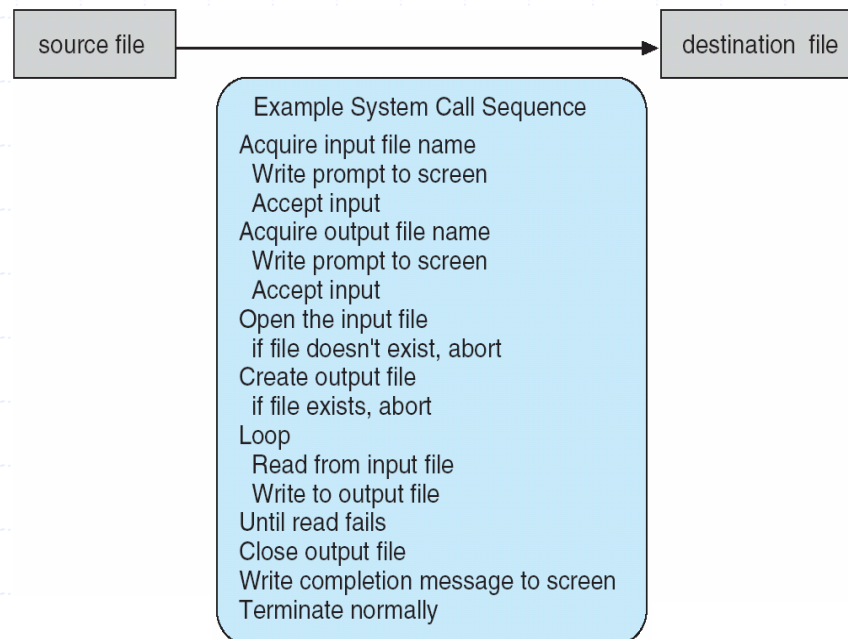 source file
destination file
Example System Call Sequence
Acquire input file name
Write prompt to screen
Accept input
Acquire output file name
Write prompt to screen
Accept input
Open the input file
if file doesn't exist, abort
Create output file
if file exists, abort
Loop
Read from input file
Write to output file
Until read fails
Close output file
Write completion message to screen
Terminate normally